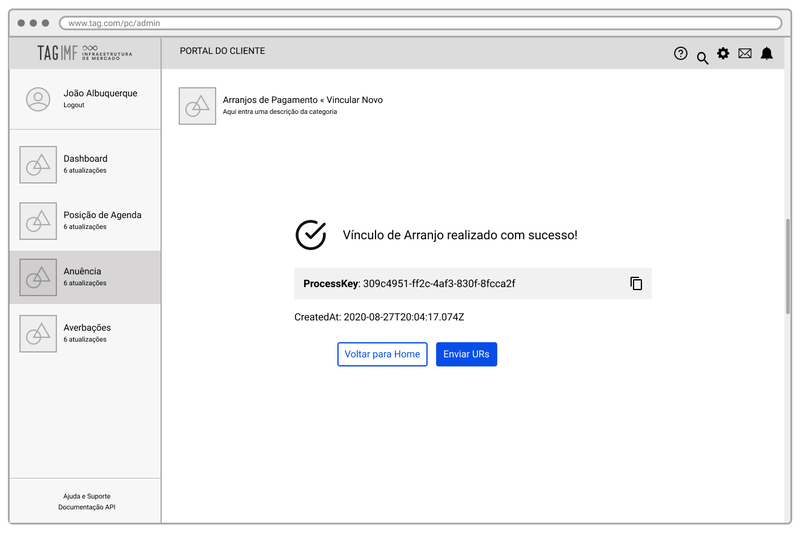 www.tag.com/pc/admin
TAG IMF INFRAESTRUTURA
DE MERCADO
PORTAL DO CLIENTE
João Albuquerque
Logout
Arranjos de Pagamento « Vincular Novo
Aqui entra uma descrição da categoria
Dashboard
6 atualizações
Posição de Agenda
6 atualizações
Anuência
6 atualizações
Averbações
6 atualizações
Vínculo de Arranjo realizado com sucesso!
ProcessKey: 309c4951-ff2c-4af3-830f-8fcca2f
CreatedAt: 2020-08-27T20:04:17.074Z
Voltar para Home
Enviar URs
Ajuda e Suporte
Documentação API